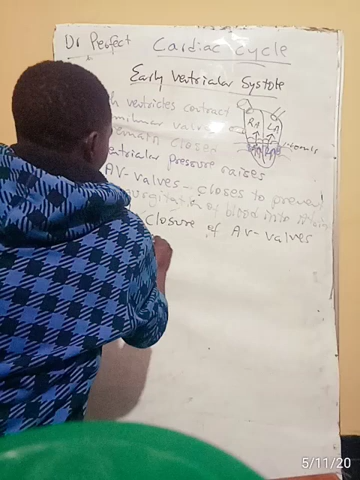 Dr Perfect Cardiac Cycle
Early Ventricular Systole
ventricles contract
valves
remain closed
RA LA
ventricular pressure raises
AV-valves - closes to prevent
regurgitation of blood into atria
closure of AV-valves
5/11/20